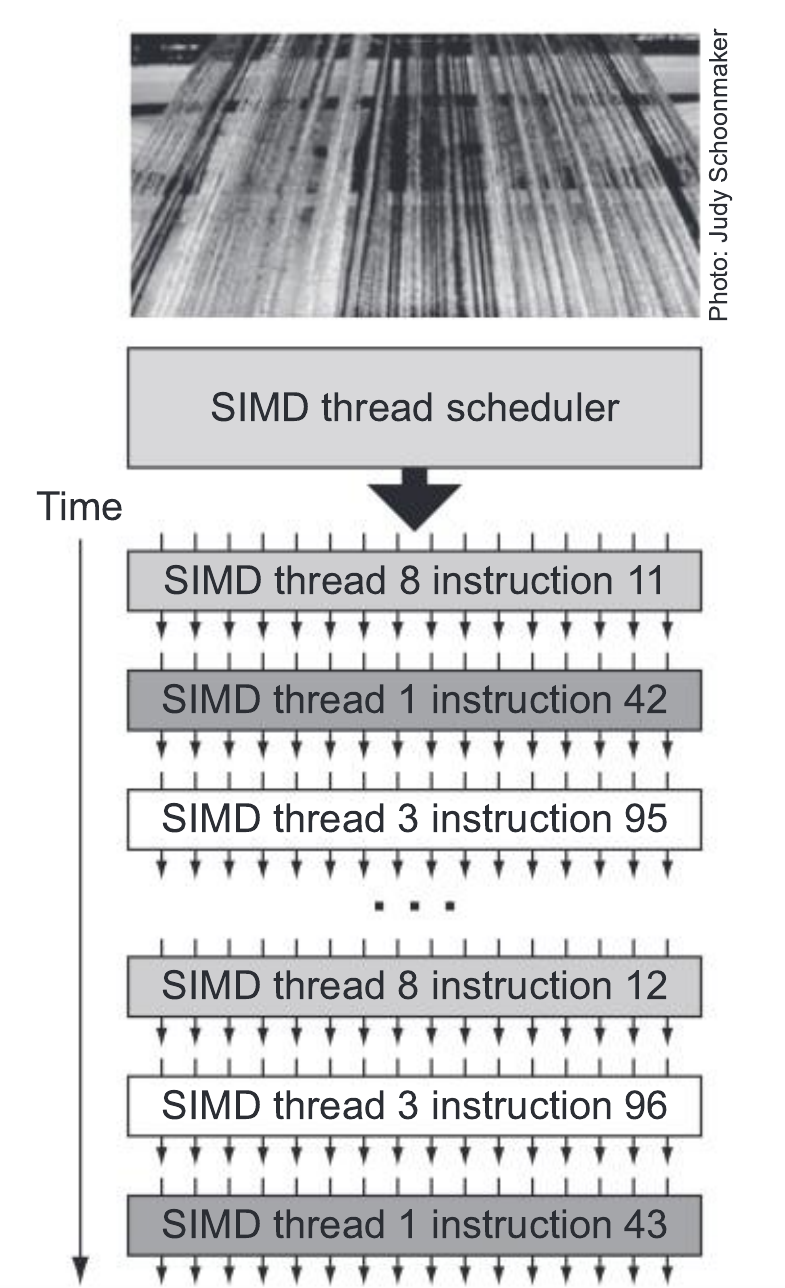 Photo: Judy Schoonmaker
SIMD thread scheduler
Time
SIMD thread 8 instruction 11
SIMD thread 1 instruction 42
SIMD thread 3 instruction 95
. . .
SIMD thread 8 instruction 12
SIMD thread 3 instruction 96
SIMD thread 1 instruction 43